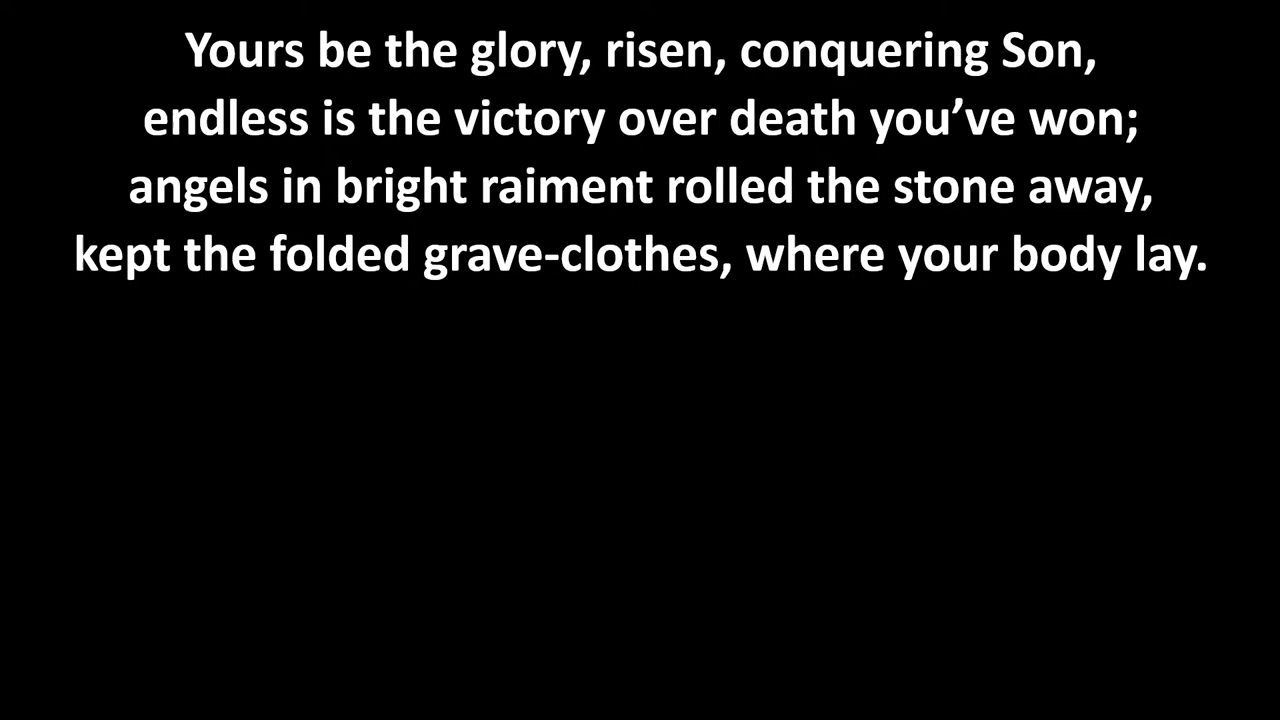 Yours be the glory, risen, conquering Son,
endless is the victory over death you’ve won;
angels in bright raiment rolled the stone away,
kept the folded grave-clothes, where your body lay.